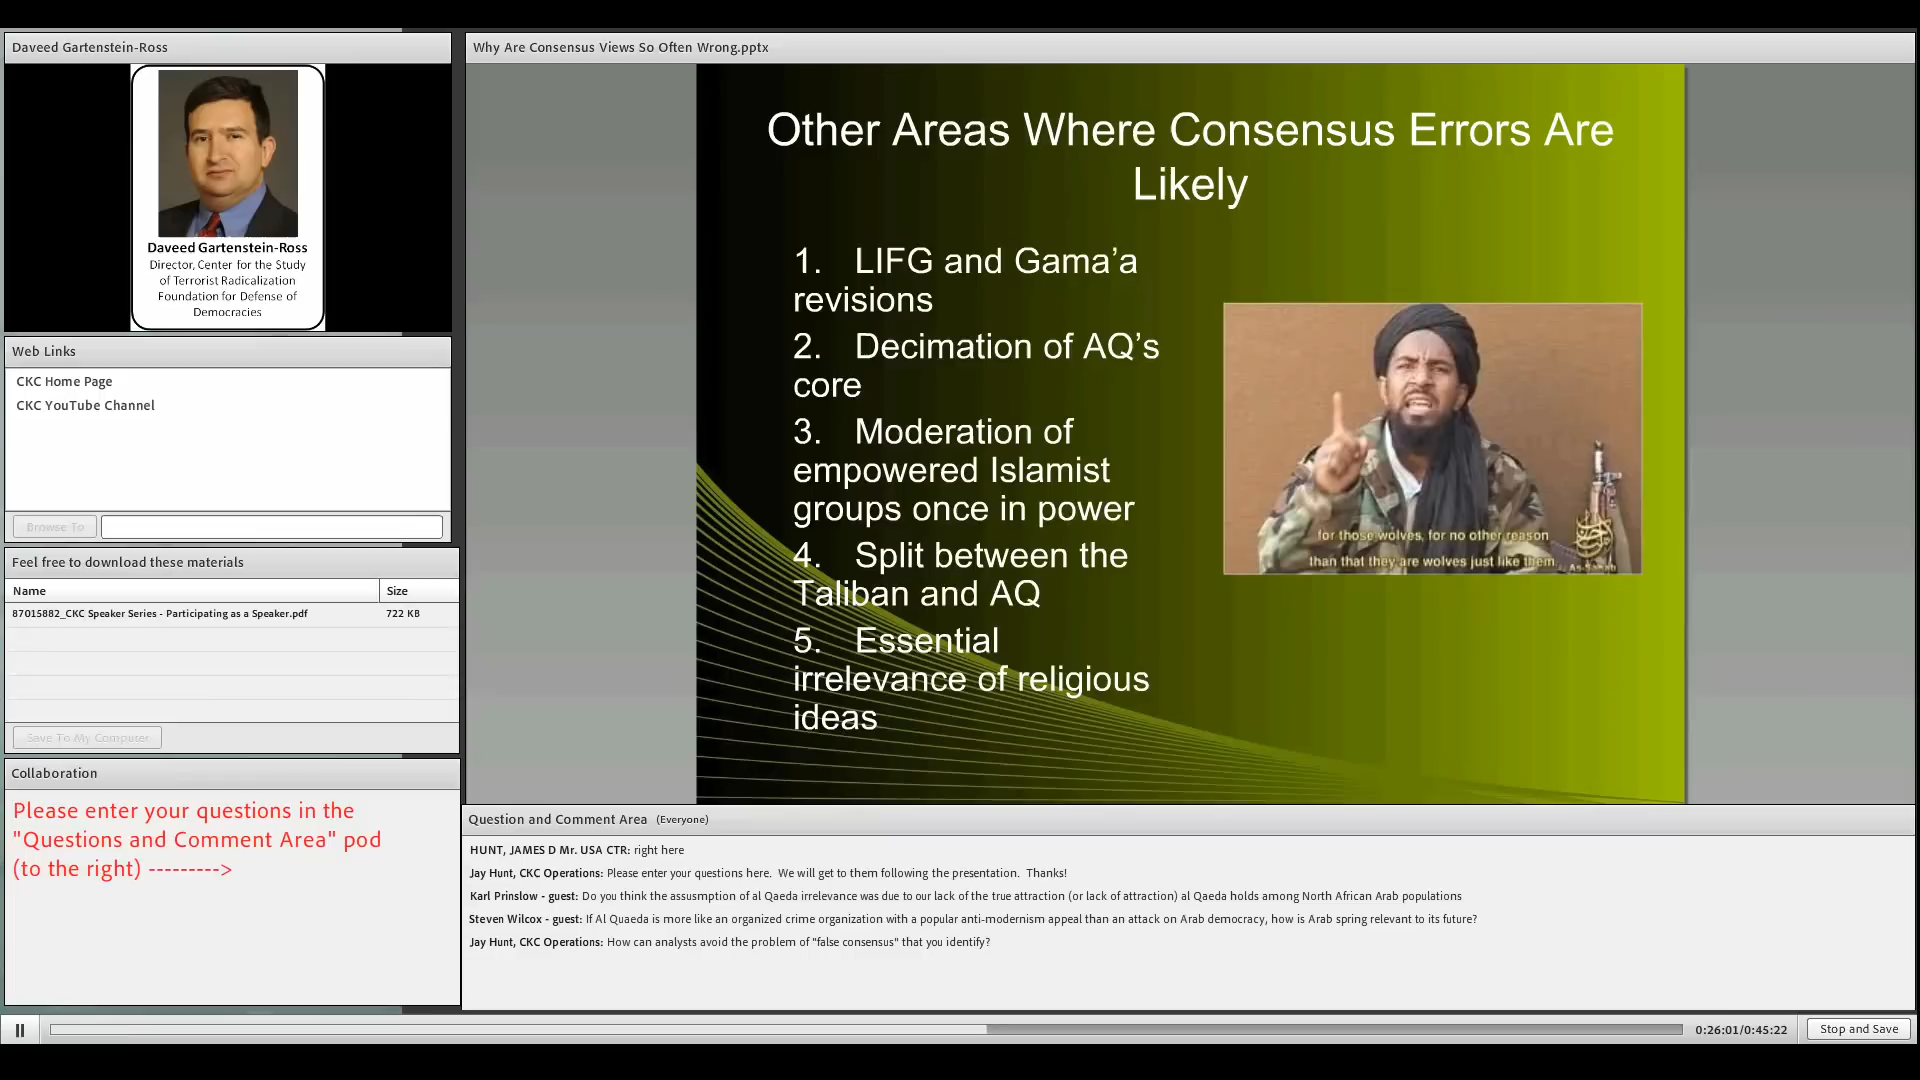 Daveed Gartenstein-Ross
Daveed Gartenstein-Ross
Director, Center for the Study
of Terrorist Radicalization
Foundation for Defense of
Democracies
Web Links
CKC Home Page
CKC YouTube Channel
Browse To
Feel free to download these materials
Name Size
87015882_CKC Speaker Series - Participating as a Speaker.pdf 722 KB
Save To My Computer
Collaboration
Please enter your questions in the
"Questions and Comment Area" pod
(to the right) --------->
Why Are Consensus Views So Often Wrong.pptx
Other Areas Where Consensus Errors Are
Likely
1. LIFG and Gama’a
revisions
2. Decimation of AQ’s
core
3. Moderation of
empowered Islamist
groups once in power
4. Split between the
Taliban and AQ
5. Essential
irrelevance of religious
ideas
for those wolves, for no other reason
than that they are wolves just like them.
Question and Comment Area (Everyone)
HUNT, JAMES D Mr. USA CTR: right here
Jay Hunt, CKC Operations: Please enter your questions here. We will get to them following the presentation. Thanks!
Karl Prinslow - guest: Do you think the assusmption of al Qaeda irrelevance was due to our lack of the true attraction (or lack of attraction) al Qaeda holds among North African Arab populations
Steven Wilcox - guest: If Al Quaeda is more like an organized crime organization with a popular anti-modernism appeal than an attack on Arab democracy, how is Arab spring relevant to its future?
Jay Hunt, CKC Operations: How can analysts avoid the problem of "false consensus" that you identify?
0:26:01/0:45:22
Stop and Save